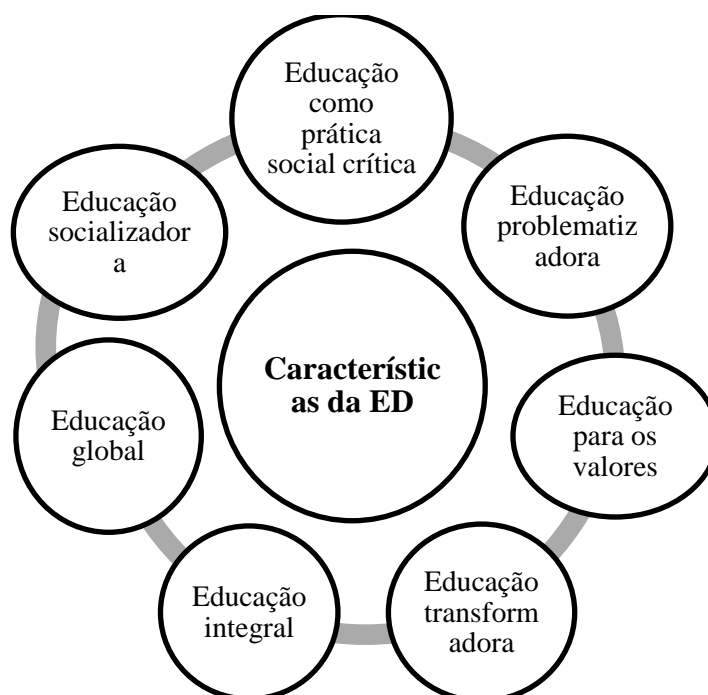 Educação
como
prática
social crítica
Educação
problematiz
adora
Educação
para os
valores
Educação
transform
adora
Educação
integral
Educação
global
Educação
socializador
a
Característic
as da ED